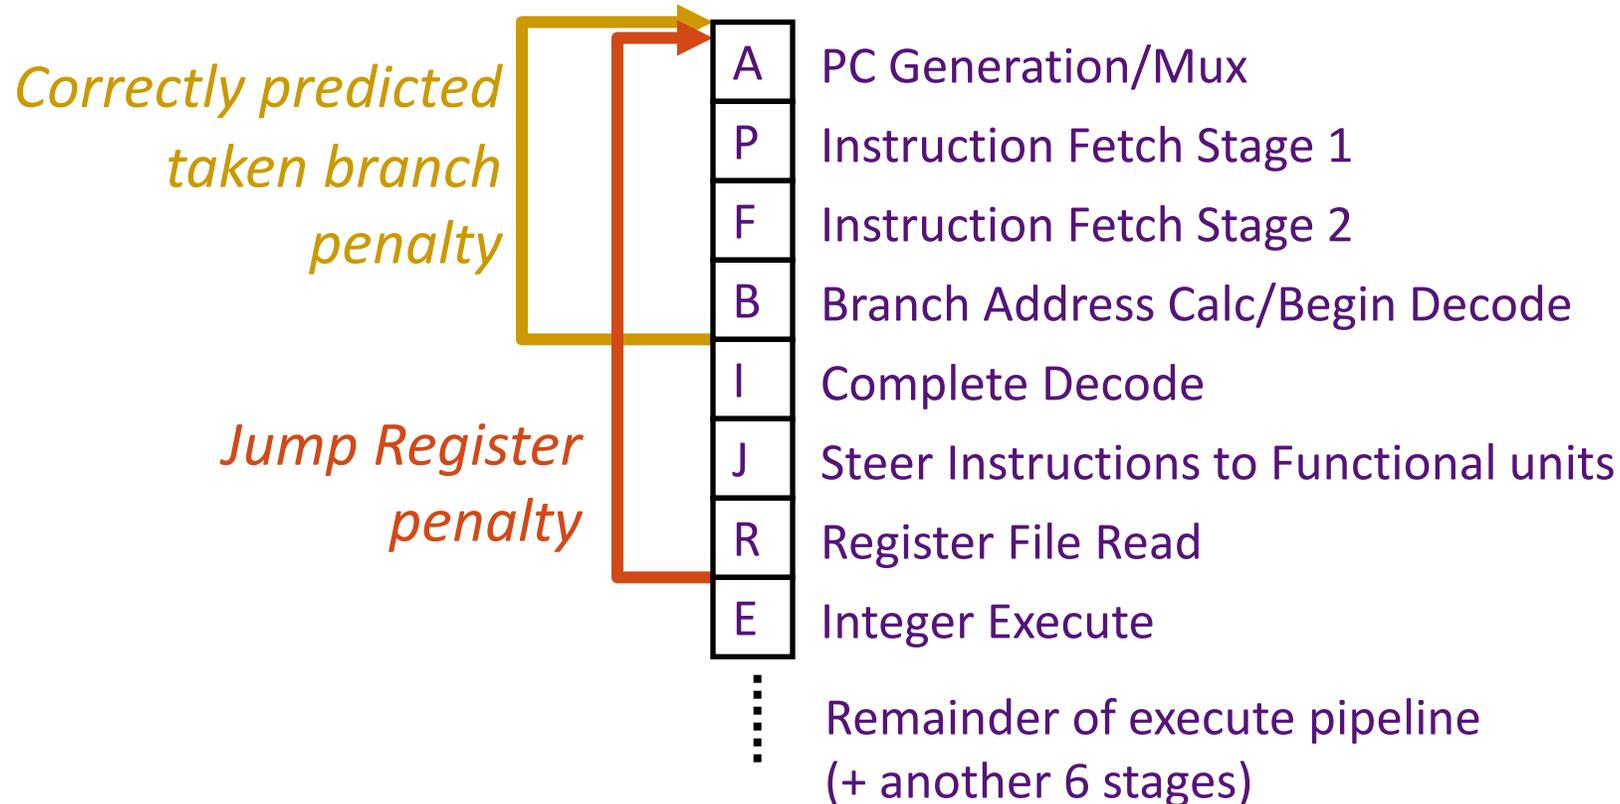 Correctly predicted
taken branch
penalty
Jump Register
penalty
A PC Generation/Mux
P Instruction Fetch Stage 1
F Instruction Fetch Stage 2
B Branch Address Calc/Begin Decode
I Complete Decode
J Steer Instructions to Functional units
R Register File Read
E Integer Execute
Remainder of execute pipeline
(+ another 6 stages)